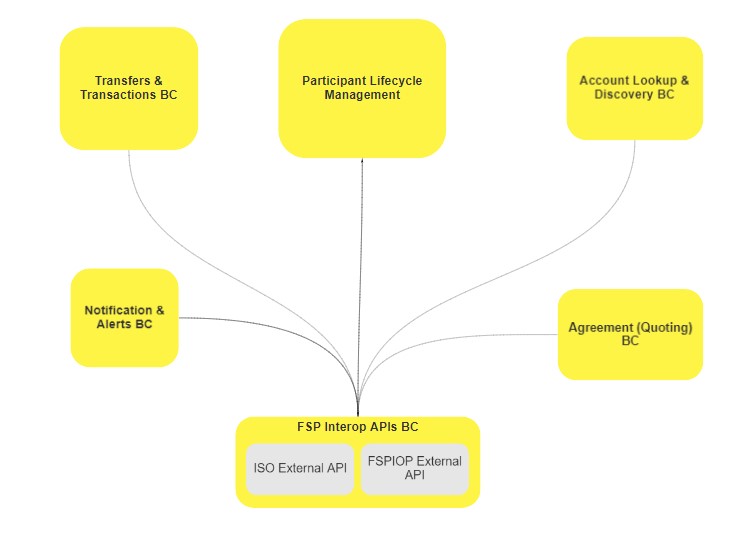 Transfers &
Transactions BC
Participant Lifecycle
Management
Account Lookup &
Discovery BC
Notification &
Alerts BC
Agreement (Quoting)
BC
FSP Interop APIs BC
ISO External API
FSPIOP External
API